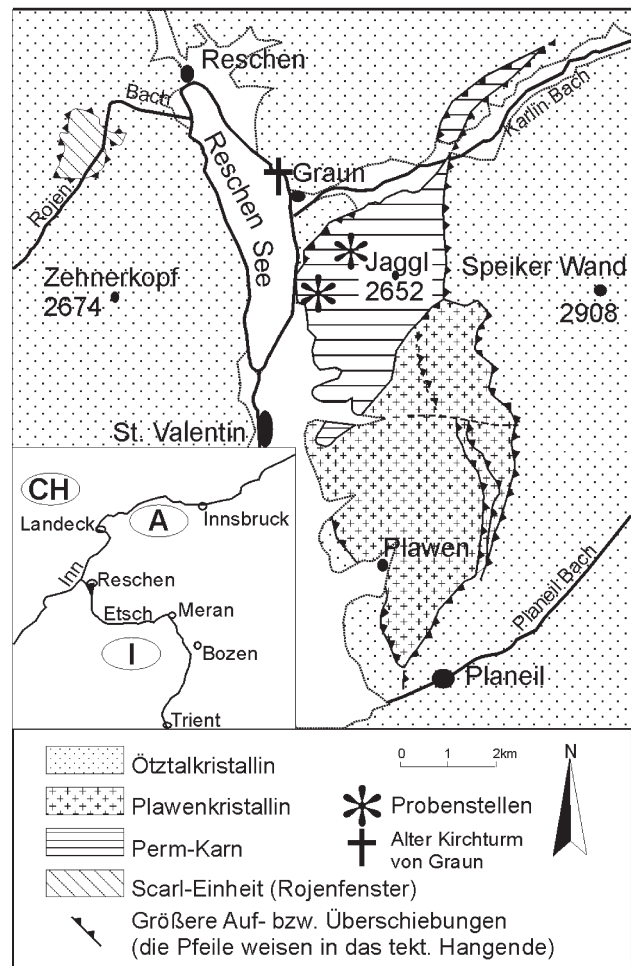 Reschen
Bach
Karlin Bach
Rojen
Reschen See
Graun
Zehnerkopf
2674
Jaggl
2652
Speiker Wand
2908
St. Valentin
CH
A
Landeck
Innsbruck
Inn
Reschen
Etsch
Meran
I
Bozen
Trient
Plawen
Planeil Bach
Planeil
Ötztalkristallin
Plawenkristallin
Perm-Karn
Scarl-Einheit (Rojenfenster)
Größere Auf- bzw. Überschiebungen
(die Pfeile weisen in das tekt. Hangende)
0 1 2km
N
Probenstellen
Alter Kirchturm
von Graun